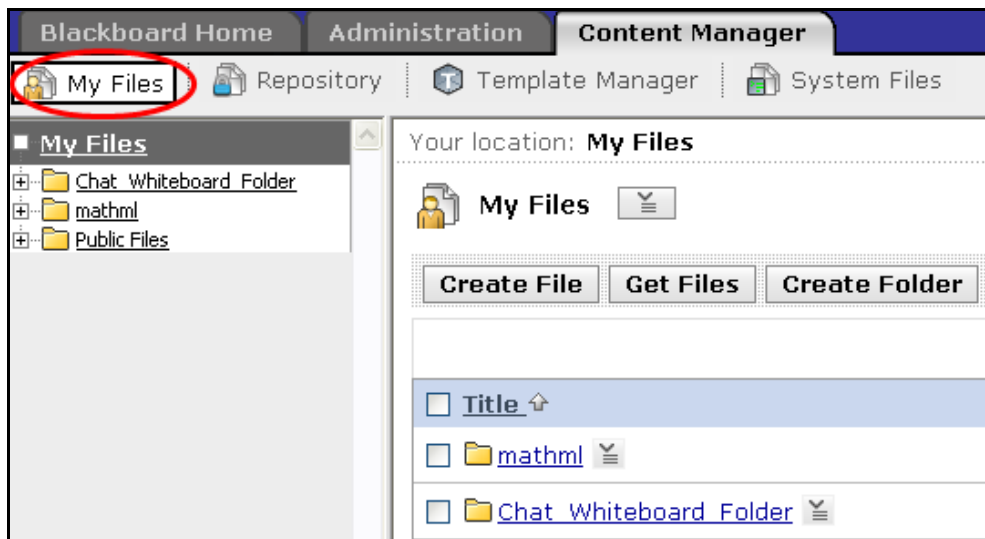 Blackboard Home Administration Content Manager
My Files Repository Template Manager System Files
My Files
Chat_Whiteboard_Folder
mathml
Public Files
Your location: My Files
My Files
Create File Get Files Create Folder
Title
mathml
Chat_Whiteboard_Folder